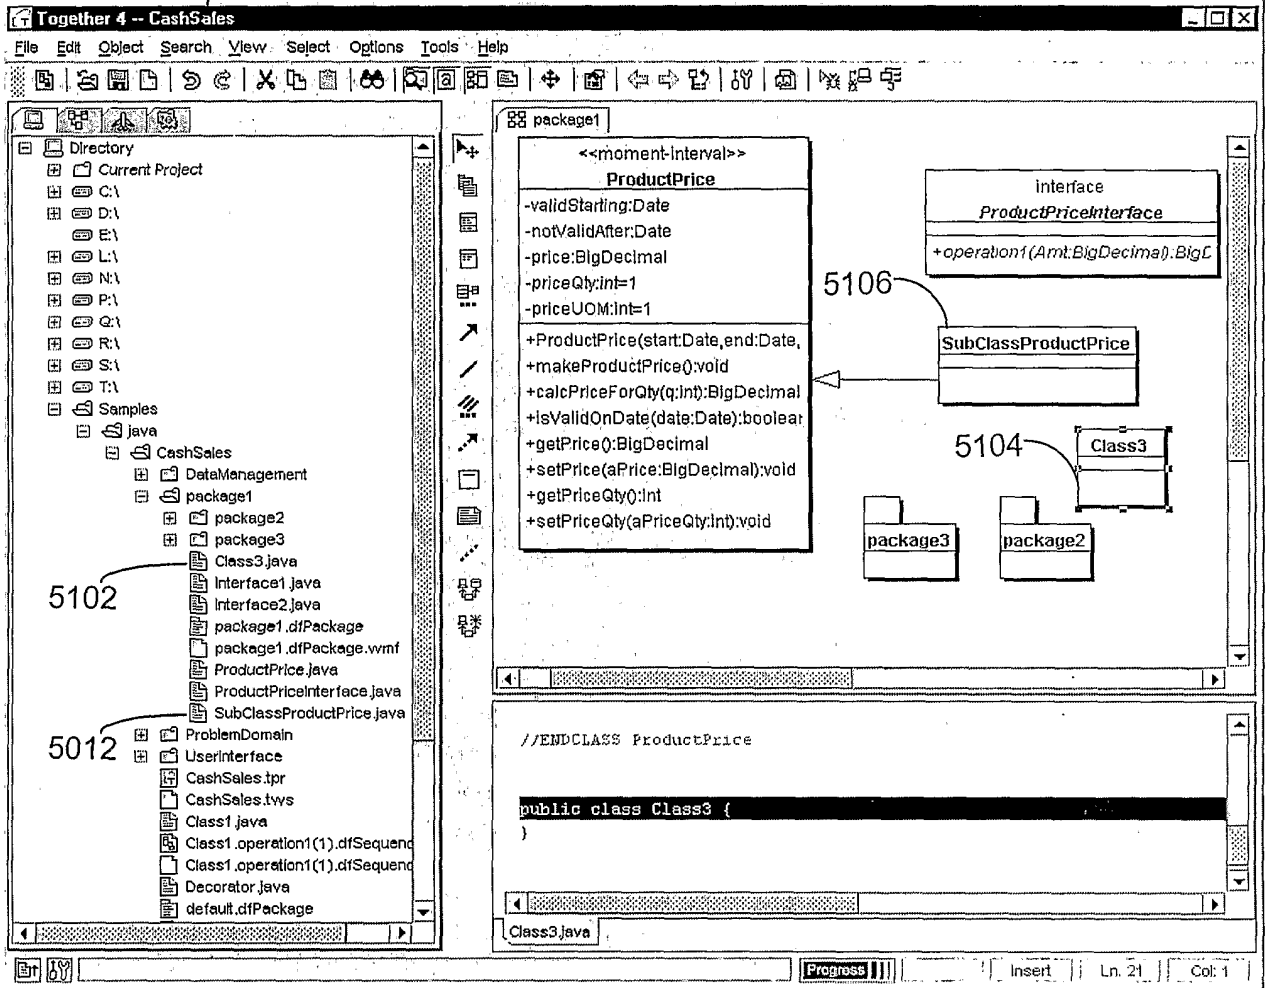 Together 4 -- CashSales
File Edit Object Search View Select Options Tools Help
Directory
Current Project
C:\
D:\
E:\
L:\
N:\
P:\
Q:\
R:\
S:\
T:\
Samples
java
CashSales
DataManagement
package1
package2
package3
Class3.java
Interface1.java
Interface2.java
package1.dfPackage
package1.dfPackage.wmf
ProductPrice.java
ProductPriceInterface.java
SubClassProductPrice.java
ProblemDomain
UserInterface
CashSales.tpr
CashSales.tws
Class1.java
Class1.operation1(1).dfSequenc
Class1.operation1(1).dfSequenc
Decorator.java
default.dfPackage
5102
5012
package1
<<moment-interval>>
ProductPrice
-validStarting:Date
-notValidAfter:Date
-price:BigDecimal
-priceQty:int=1
-priceUOM:int=1
+ProductPrice(start:Date,end:Date,
+makeProductPrice():void
+calcPriceForQty(q:int):BigDecimal
+isValidOnDate(date:Date):boolear
+getPrice():BigDecimal
+setPrice(aPrice:BigDecimal):void
+getPriceQty():int
+setPriceQty(aPriceQty:int):void
interface
ProductPriceInterface
+operation1(Amt:BigDecimal):BigD
5106
SubClassProductPrice
5104
Class3
package3
package2
//ENDCLASS ProductPrice
public class Class3 {
}
Class3.java
Progross Insert Ln. 21 Col: 1